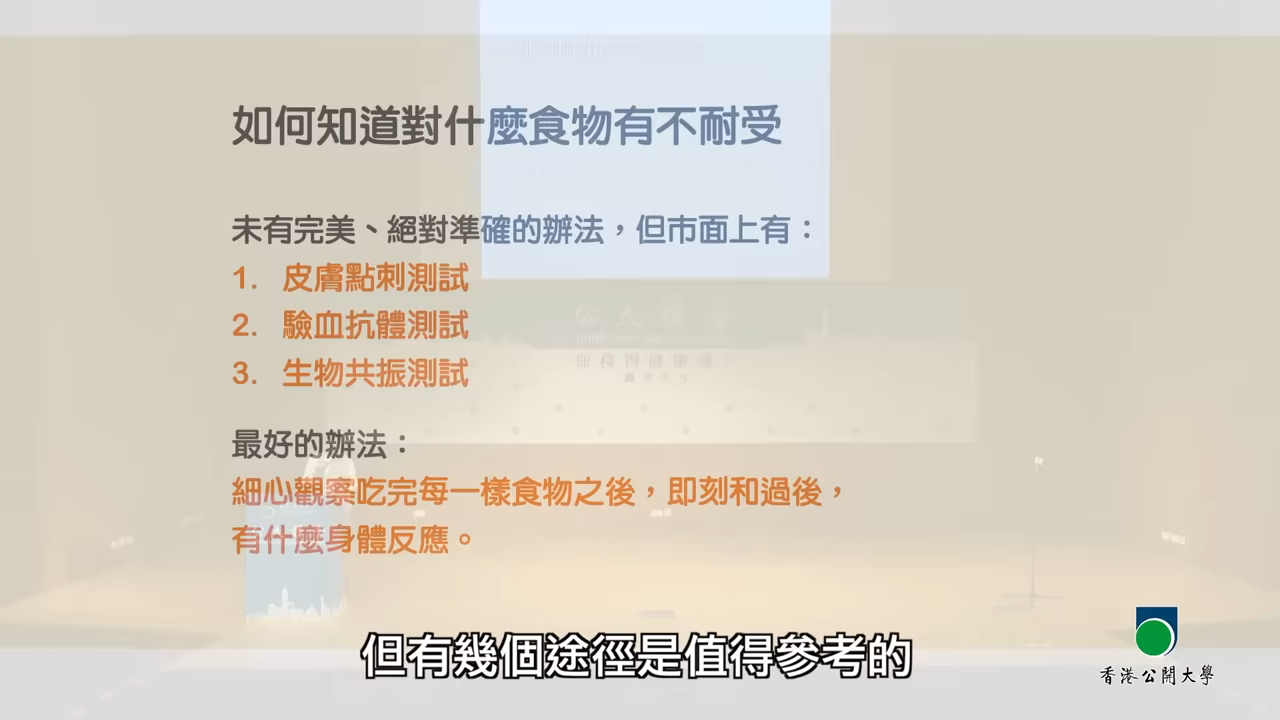 如何知道對什麼食物有不耐受
未有完美、絕對準確的辦法，但市面上有：
1. 皮膚點刺測試
2. 驗血抗體測試
3. 生物共振測試
最好的辦法：
細心觀察吃完每一樣食物之後，即刻和過後，
有什麼身體反應。
但有幾個途徑是值得參考的
香港公開大學